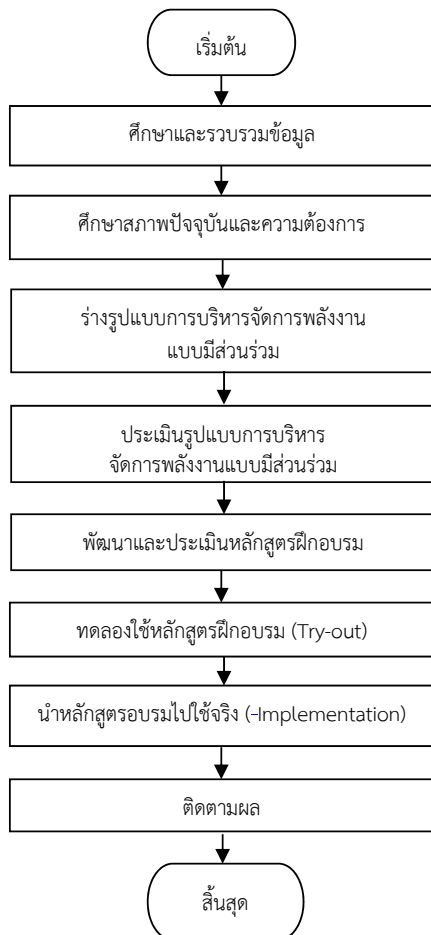 เริ่มต้น
ศึกษาและรวบรวมข้อมูล
ศึกษาสภาพปัจจุบันและความต้องการ
ร่างรูปแบบการบริหารจัดการพลังงาน
แบบมีส่วนร่วม
ประเมินรูปแบบการบริหาร
จัดการพลังงานแบบมีส่วนร่วม
พัฒนาและประเมินหลักสูตรฝึกอบรม
ทดลองใช้หลักสูตรฝึกอบรม (Try-out)
นำหลักสูตรอบรมไปใช้จริง (-Implementation)
ติดตามผล
สิ้นสุด